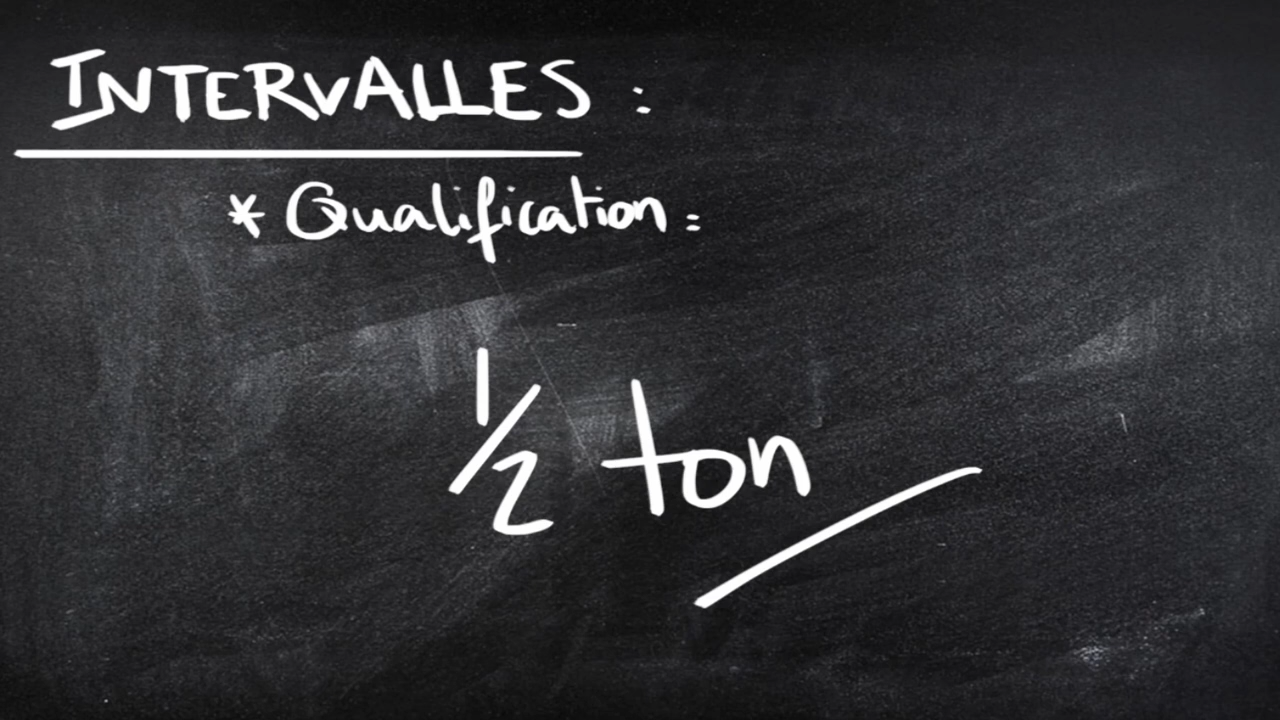 INTERVALLES :
* Qualification :
1/2 ton